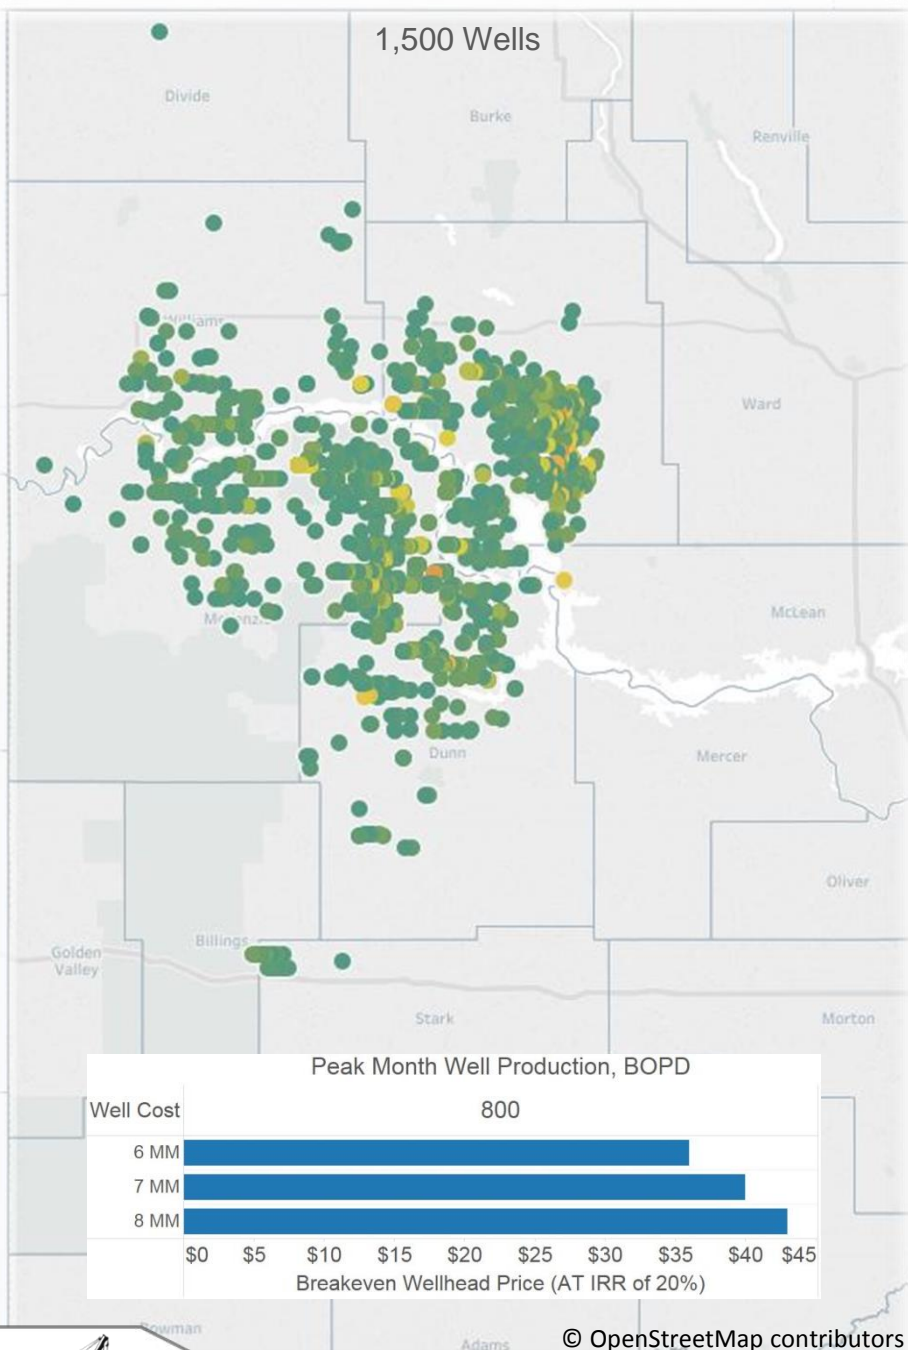 1,500 Wells
Divide
Burke
Renville
Williams
Ward
McKenzie
McLean
Dunn
Mercer
Oliver
Billings
Golden
Valley
Stark
Morton
Peak Month Well Production, BOPD
Well Cost 800
6 MM
7 MM
8 MM
$0 $5 $10 $15 $20 $25 $30 $35 $40 $45
Breakeven Wellhead Price (AT IRR of 20%)
Bowman
Adams
© OpenStreetMap contributors